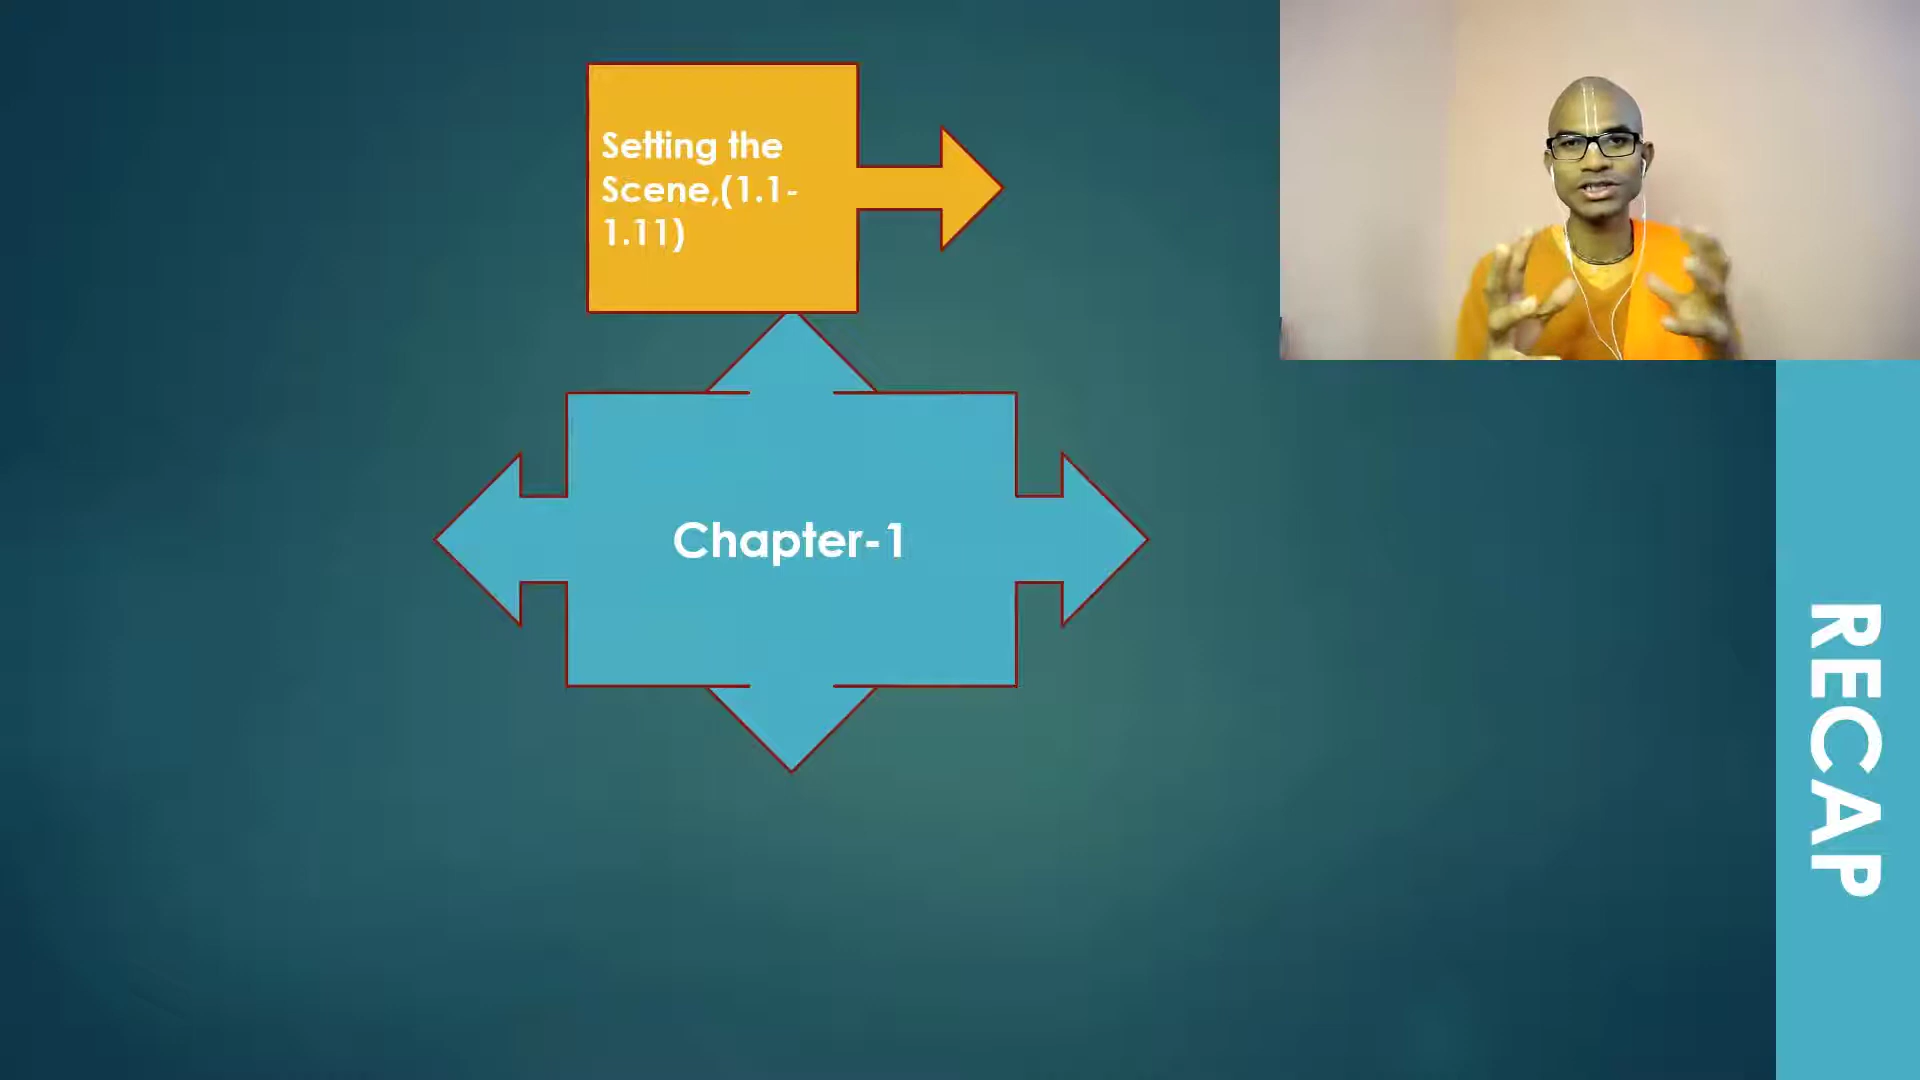 Setting the
Scene,(1.1-
1.11)
Chapter-1
RECAP